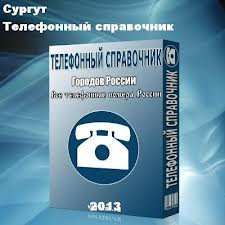 Сургут
Телефонный справочник
ТЕЛЕФОННЫЙ СПРАВОЧНИК
Городов России
Все телефонные номера России
2013
ТЕЛЕФОННЫЙ СПРАВОЧНИК